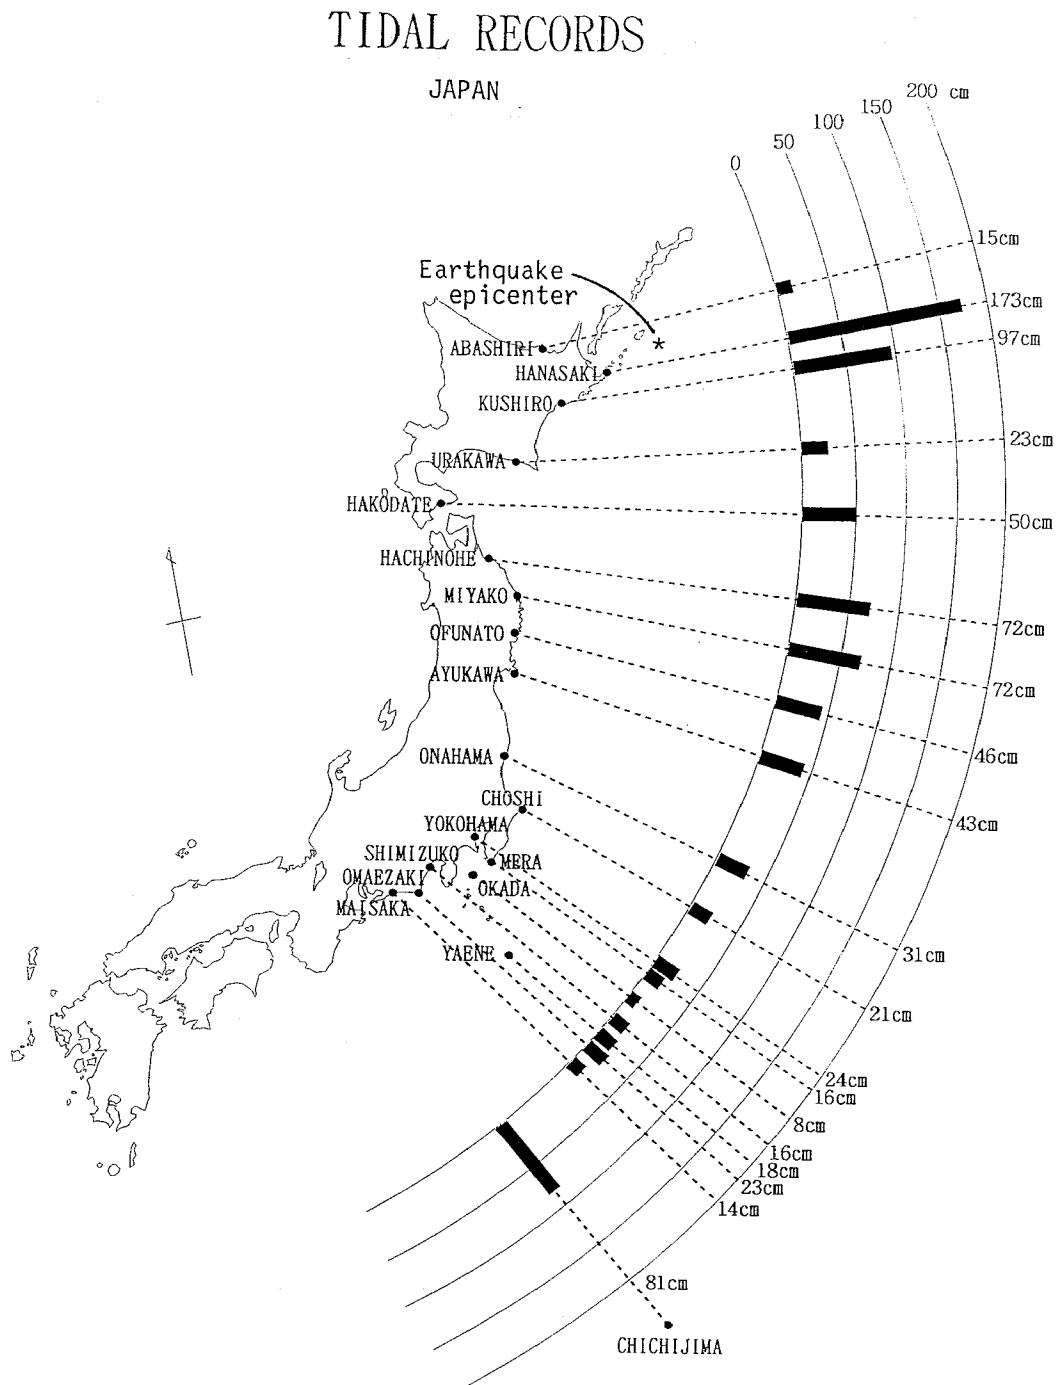 TIDAL RECORDS
JAPAN
0
50
100
150
200 cm
Earthquake
epicenter
*
ABASHIRI
15cm
HANASAKI
173cm
KUSHIRO
97cm
URAKAWA
23cm
HAKODATE
50cm
HACHINOHE
72cm
MIYAKO
72cm
OFUNATO
46cm
AYUKAWA
43cm
ONAHAMA
31cm
CHOSHI
21cm
YOKOHAMA
24cm
MERA
16cm
OKADA
8cm
SHIMIZUKO
16cm
OMAEZAKI
18cm
MAISAKA
23cm
YAENE
14cm
81cm
CHICHIJIMA